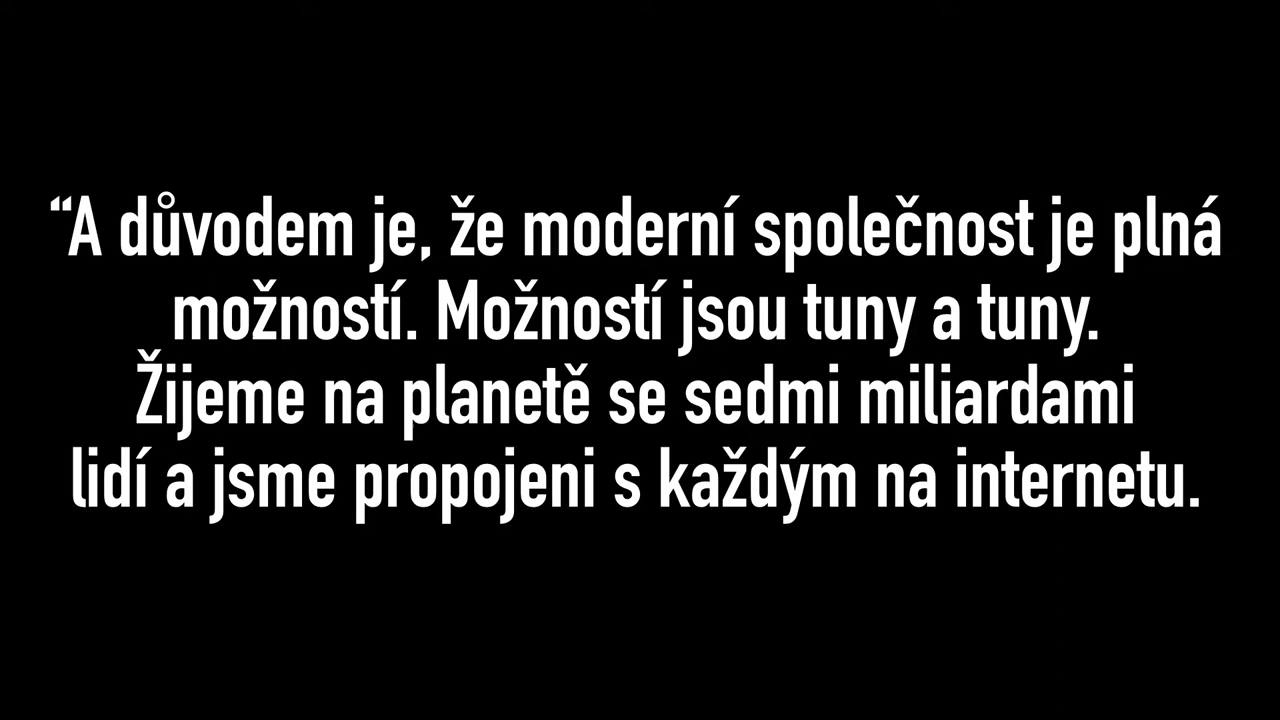 “A důvodem je, že moderní společnost je plná
možností. Možností jsou tuny a tuny.
Žijeme na planetě se sedmi miliardami
lidí a jsme propojeni s každým na internetu.